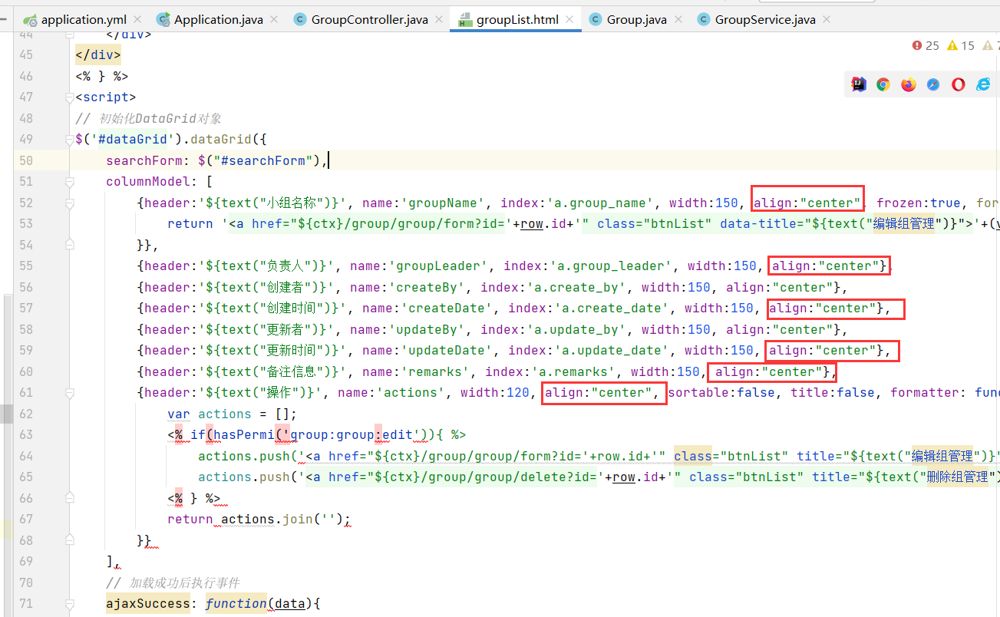 application.yml × Application.java × GroupController.java × groupList.html × Group.java × GroupService.java ×
44 </div>
45 </div> 25 15 7
46 <% } %>
47 <script>
48 // 初始化DataGrid对象
49 $('#dataGrid').dataGrid({
50 searchForm: $("#searchForm"),
51 columnModel: [
52 {header:'${text("小组名称")}', name:'groupName', index:'a.group_name', width:150, align:"center", frozen:true, for
53 return '<a href="${ctx}/group/group/form?id='+row.id+'" class="btnList" data-title="${text("编辑组管理")}">'+(v
54 }},
55 {header:'${text("负责人")}', name:'groupLeader', index:'a.group_leader', width:150, align:"center"},
56 {header:'${text("创建者")}', name:'createBy', index:'a.create_by', width:150, align:"center"},
57 {header:'${text("创建时间")}', name:'createDate', index:'a.create_date', width:150, align:"center"},
58 {header:'${text("更新者")}', name:'updateBy', index:'a.update_by', width:150, align:"center"},
59 {header:'${text("更新时间")}', name:'updateDate', index:'a.update_date', width:150, align:"center"},
60 {header:'${text("备注信息")}', name:'remarks', index:'a.remarks', width:150, align:"center"},
61 {header:'${text("操作")}', name:'actions', width:120, align:"center", sortable:false, title:false, formatter: fun
62 var actions = [];
63 <% if(hasPermi('group:group:edit')){ %>
64 actions.push('<a href="${ctx}/group/group/form?id='+row.id+'" class="btnList" title="${text("编辑组管理")}"
65 actions.push('<a href="${ctx}/group/group/delete?id='+row.id+'" class="btnList" title="${text("删除组管理")
66 <% } %>
67 return actions.join('');
68 }}
69 ],
70 // 加载成功后执行事件
71 ajaxSuccess: function(data){